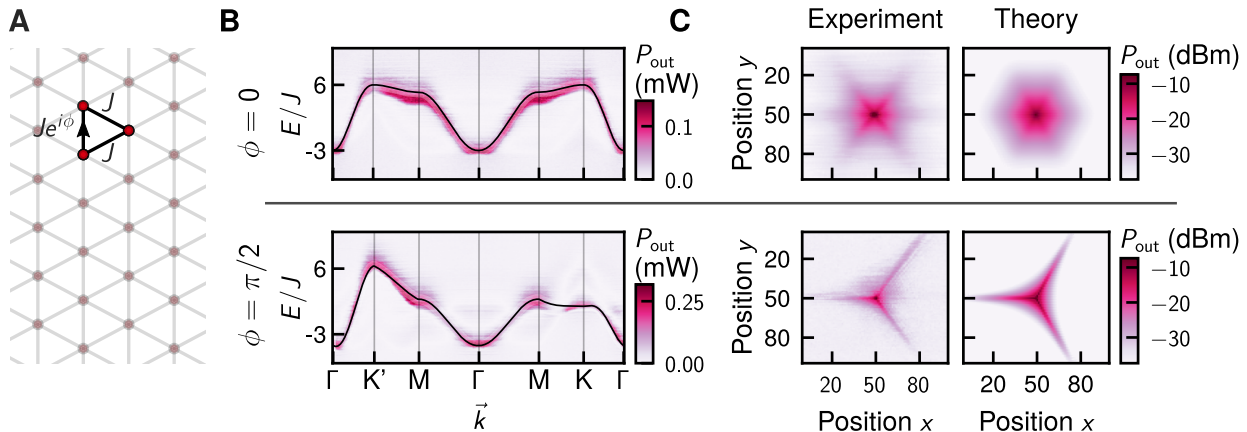 A
B
C
Experiment
Theory
J
Je^{iϕ}
J
ϕ = 0
E/J
6
-3
P_out
(mW)
0.1
0.0
Position y
20
50
80
P_out (dBm)
−10
−20
−30
ϕ = π/2
E/J
6
-3
Γ
K’
M
Γ
M
K
Γ
k⃗
P_out
(mW)
0.25
0.00
Position y
20
50
80
20
50
80
Position x
20
50
80
Position x
P_out (dBm)
−10
−20
−30